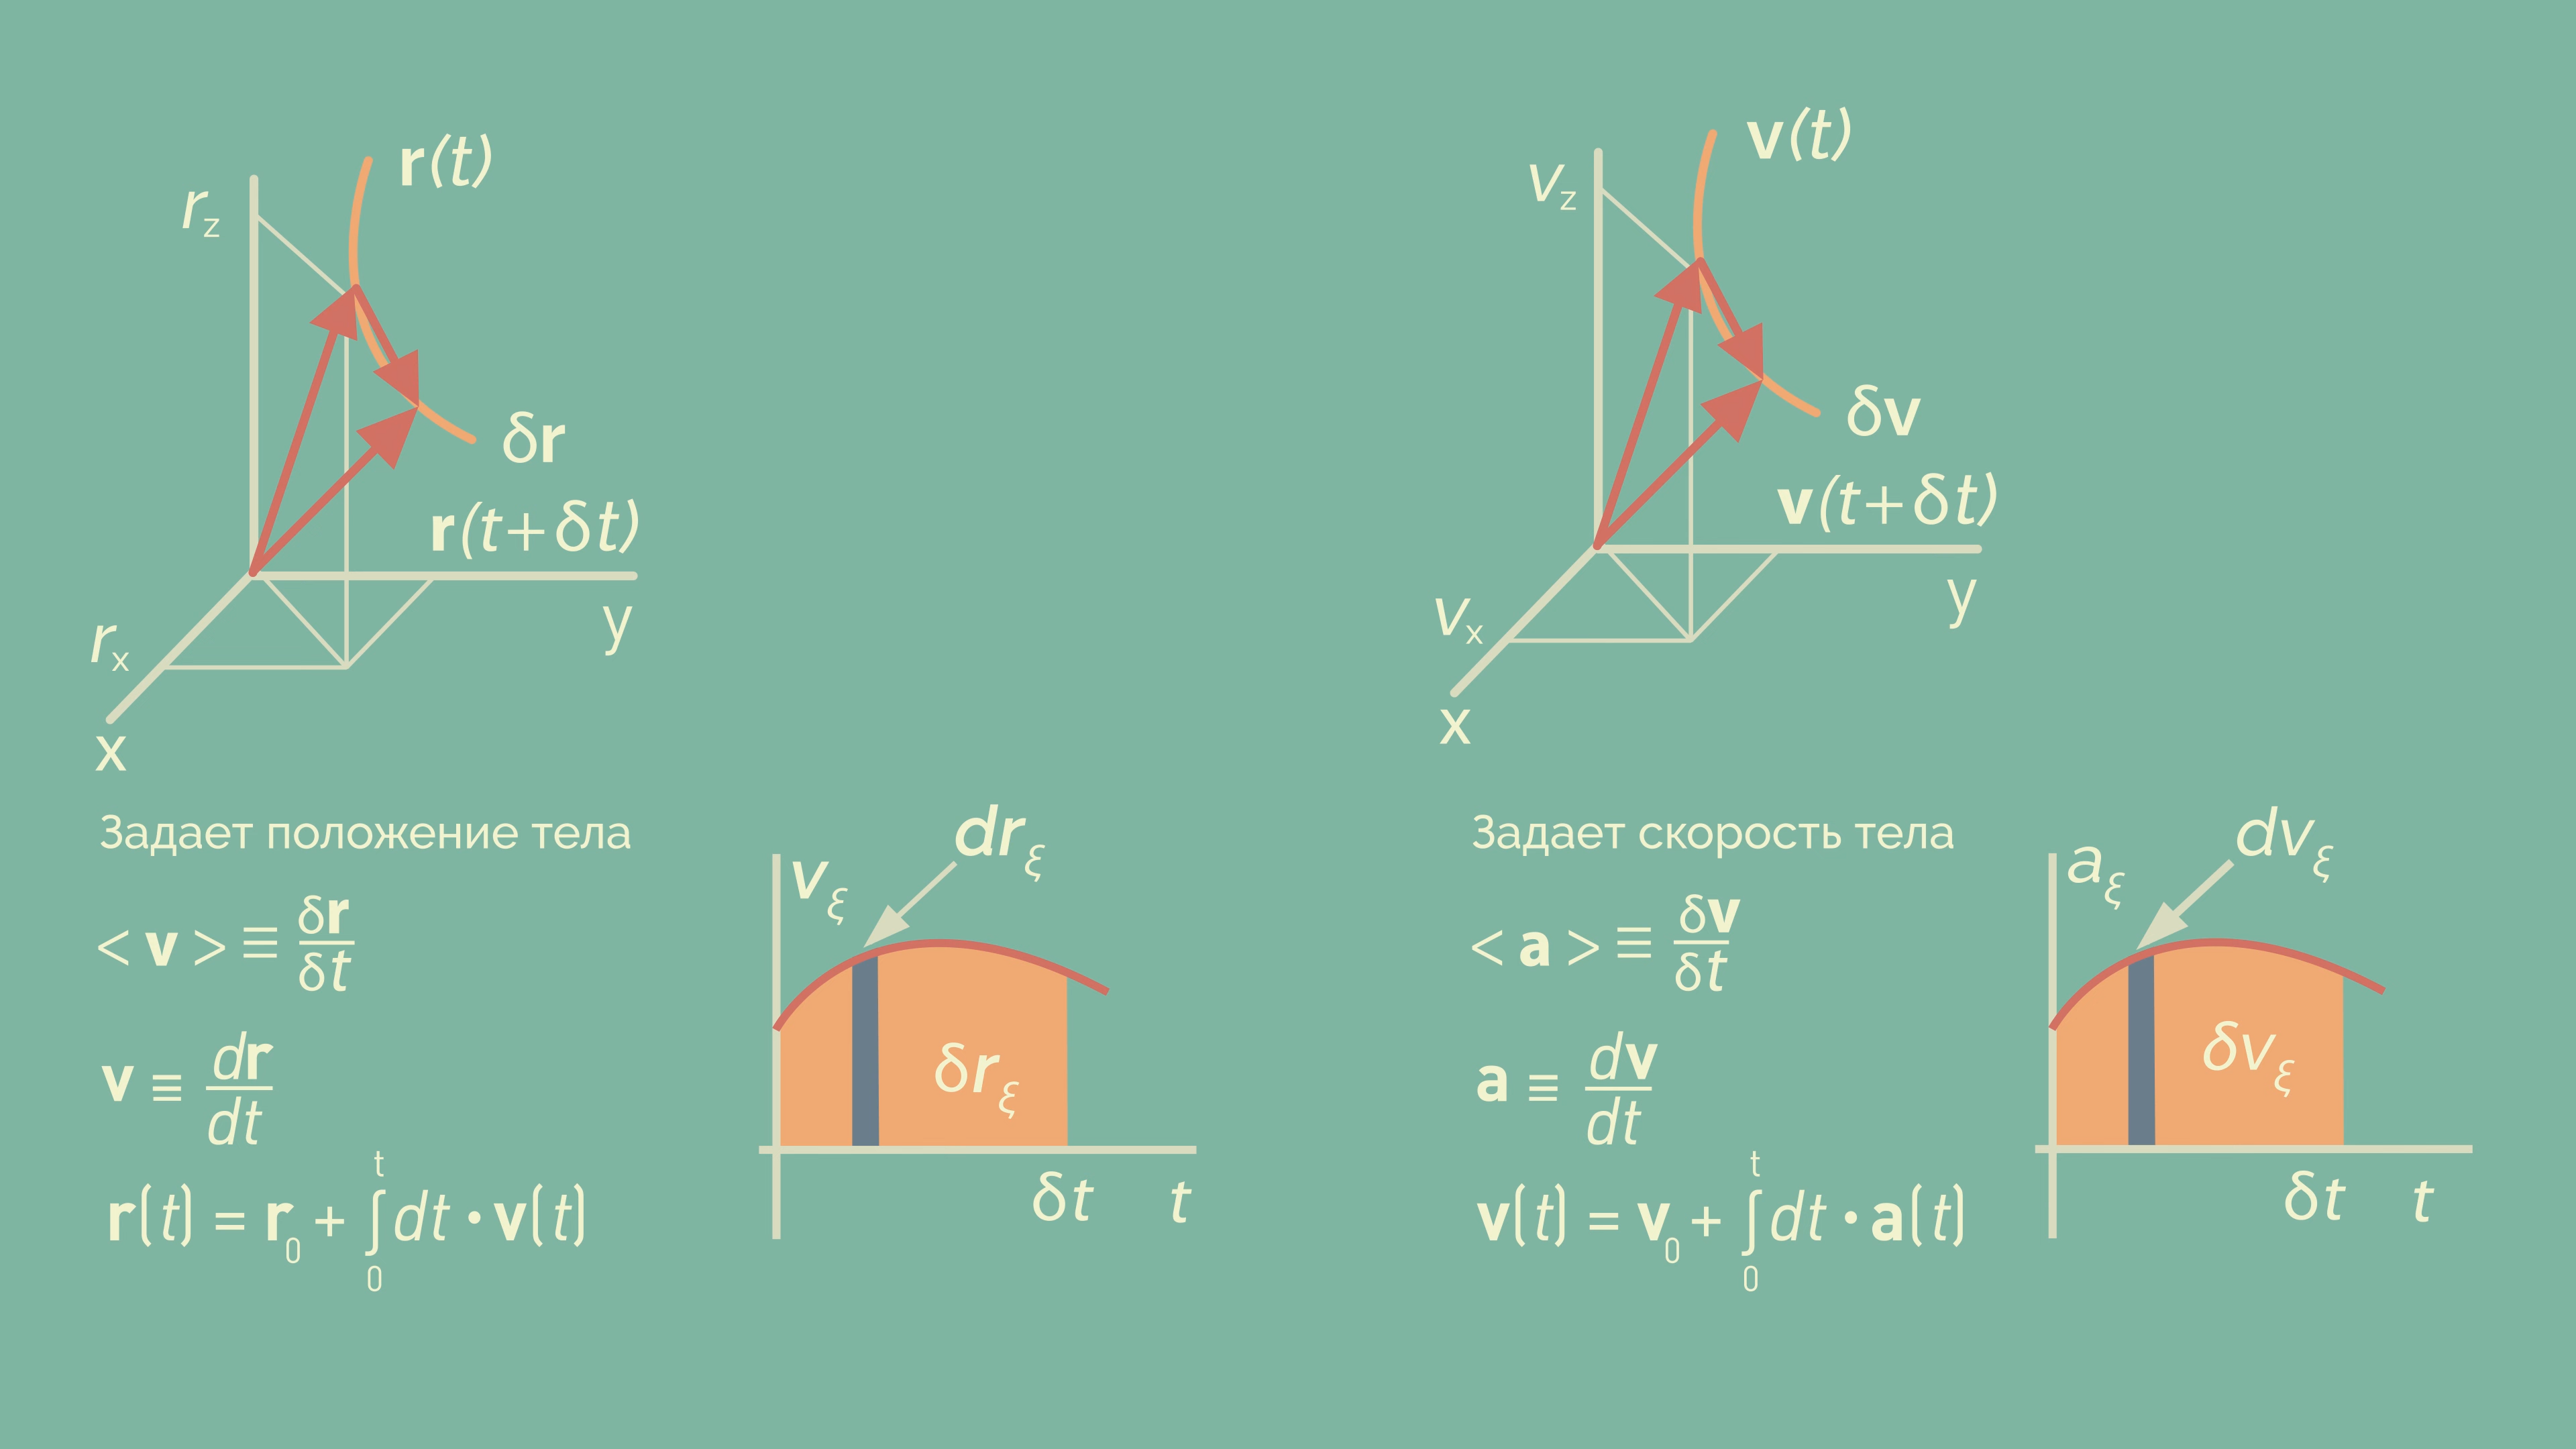 r(t)
r_z
δr
r(t+δt)
y
r_x
x
Задает положение тела
< v > ≡ δr/δt
v ≡ dr/dt
r(t) = r_0 + ∫_0^t dt · v(t)
v_ξ
dr_ξ
δr_ξ
δt t
v(t)
v_z
δv
v(t+δt)
y
v_x
x
Задает скорость тела
< a > ≡ δv/δt
a ≡ dv/dt
v(t) = v_0 + ∫_0^t dt · a(t)
a_ξ
dv_ξ
δv_ξ
δt t